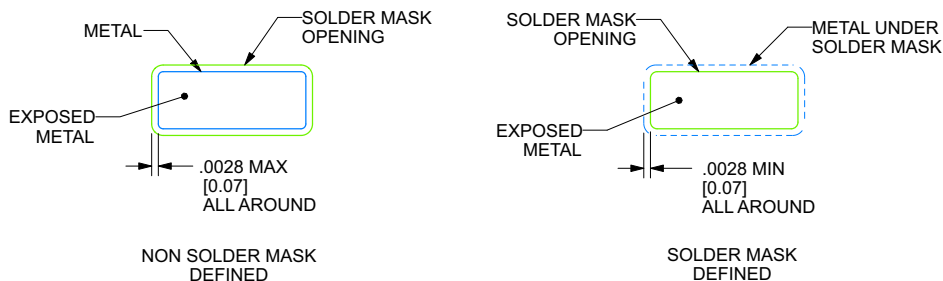 METAL
SOLDER MASK
OPENING
EXPOSED
METAL
.0028 MAX
[0.07]
ALL AROUND
NON SOLDER MASK
DEFINED
SOLDER MASK
OPENING
METAL UNDER
SOLDER MASK
EXPOSED
METAL
.0028 MIN
[0.07]
ALL AROUND
SOLDER MASK
DEFINED